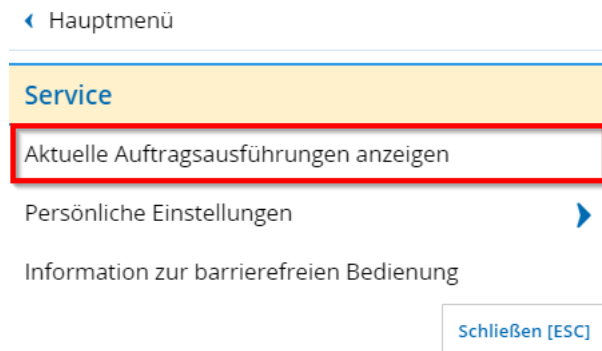 Hauptmenü
Service
Aktuelle Auftragsausführungen anzeigen
Persönliche Einstellungen
Information zur barrierefreien Bedienung
Schließen [ESC]